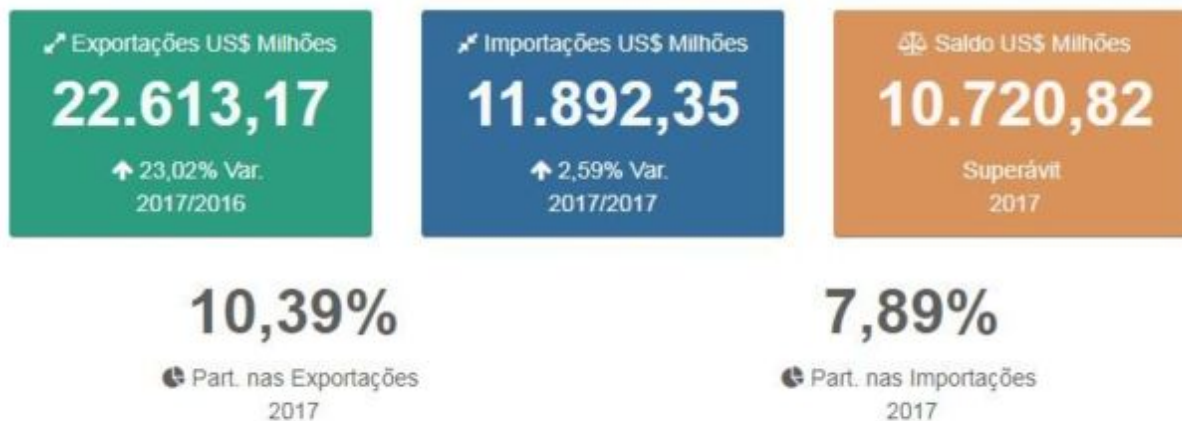 Exportações US$ Milhões
22.613,17
23,02% Var.
2017/2016
Importações US$ Milhões
11.892,35
2,59% Var.
2017/2017
Saldo US$ Milhões
10.720,82
Superávit
2017
10,39%
Part. nas Exportações
2017
7,89%
Part. nas Importações
2017